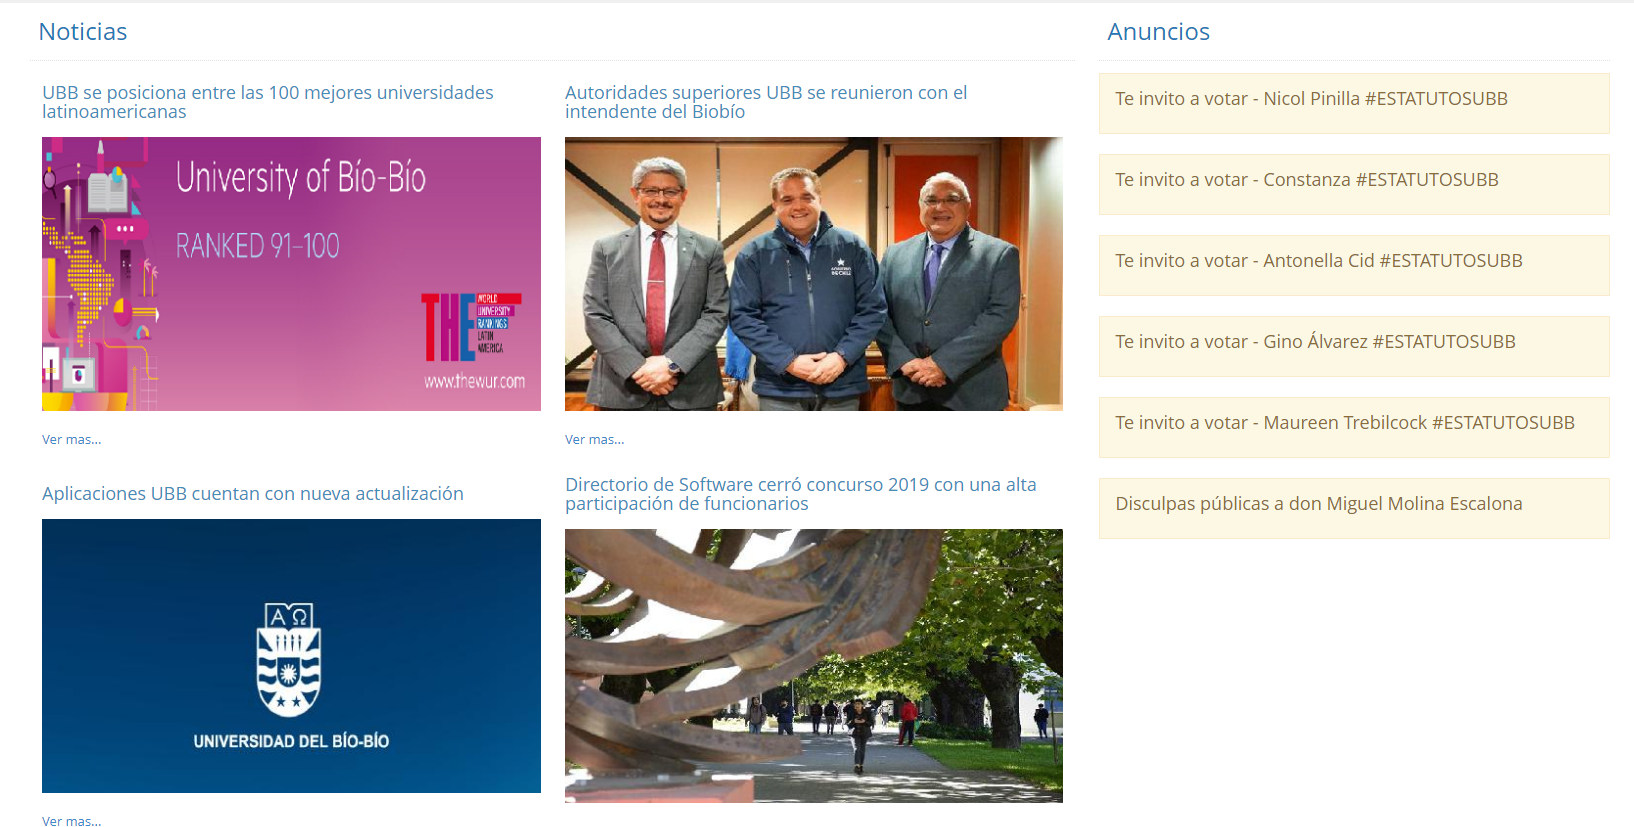 Noticias
UBB se posiciona entre las 100 mejores universidades
latinoamericanas
University of Bío-Bío
RANKED 91–100
THE
WORLD
UNIVERSITY
RANKINGS
LATIN
AMERICA
www.thewur.com
Ver mas...
Autoridades superiores UBB se reunieron con el
intendente del Biobío
Ver mas...
Aplicaciones UBB cuentan con nueva actualización
ΑΩ
UNIVERSIDAD DEL BÍO-BÍO
Ver mas...
Directorio de Software cerró concurso 2019 con una alta
participación de funcionarios
Anuncios
Te invito a votar - Nicol Pinilla #ESTATUTOSUBB
Te invito a votar - Constanza #ESTATUTOSUBB
Te invito a votar - Antonella Cid #ESTATUTOSUBB
Te invito a votar - Gino Álvarez #ESTATUTOSUBB
Te invito a votar - Maureen Trebilcock #ESTATUTOSUBB
Disculpas públicas a don Miguel Molina Escalona